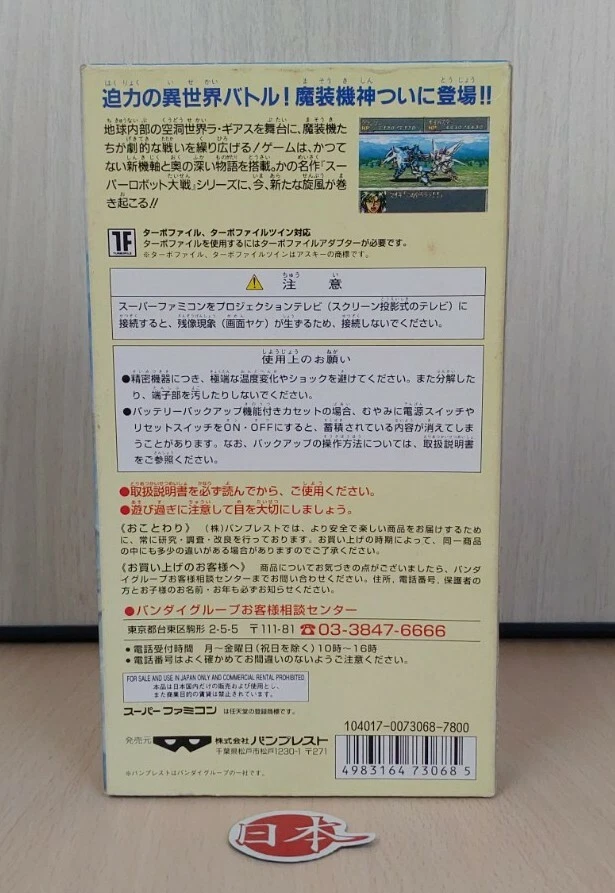 迫力の異世界バトル!魔装機神ついに登場!!
地球内部の空洞世界ラ・ギアスを舞台に、魔装機た
ちが劇的な戦いを繰り広げる!ゲームは、かつて
ない新機軸と奥の深い物語を搭載。かの名作『スー
パーロボット大戦』シリーズに、今、新たな旋風が巻
き起こる!!
TF
ターボファイル、ターボファイルツイン対応
ターボファイルを使用するにはターボファイルアダプターが必要です。
※ターボファイル、ターボファイルツインはアスキーの商標です。
注意
スーパーファミコンをプロジェクションテレビ(スクリーン投影式のテレビ)に
接続すると、残像現象(画面ヤケ)が生ずるため、接続しないでください。
使用上のお願い
●精密機器につき、極端な温度変化やショックを避けてください。また分解した
り、端子部を汚したりしないでください。
●バッテリーバックアップ機能付きカセットの場合、むやみに電源スイッチや
リセットスイッチをON・OFFにすると、蓄積されている内容が消えてしま
うことがあります。なお、バックアップの操作方法については、取扱説明書
をご参照ください。
●取扱説明書を必ず読んでから、ご使用ください。
●遊び過ぎに注意して目を大切にしましょう。
《おことわり》(株)バンプレストでは、より安全で楽しい商品をお届けするため
に、常に研究・調査・改良を行っております。お買い上げの時期によって、同一商品
の中にも多少の違いがある場合がありますのでご了承ください。
《お買い上げのお客様へ》商品についてお気づきの点がございましたら、バンダ
イグループお客様相談センターまでお問い合わせください。住所,電話番号,保護者の
方とお子様のお名前・お年も必ずお知らせください。
●バンダイグループお客様相談センター
東京都台東区駒形2-5-5 〒111-81 ☎03-3847-6666
●電話受付時間 月〜金曜日(祝日を除く)10時〜16時
●電話番号はよく確かめてお間違いのないようご注意ください。
FOR SALE AND USE IN JAPAN ONLY AND COMMERCIAL RENTAL PROHIBITED.
本品は日本国内だけの販売および使用とし、
また商業目的の賃貸は禁止されています。
スーパーファミコン は任天堂の登録商標です。
発売元 株式会社バンプレスト
千葉県松戸市松戸1230-1 〒271
※バンプレストはバンダイグループの一社です。
104017-0073068-7800
4983164 73068 5
日本